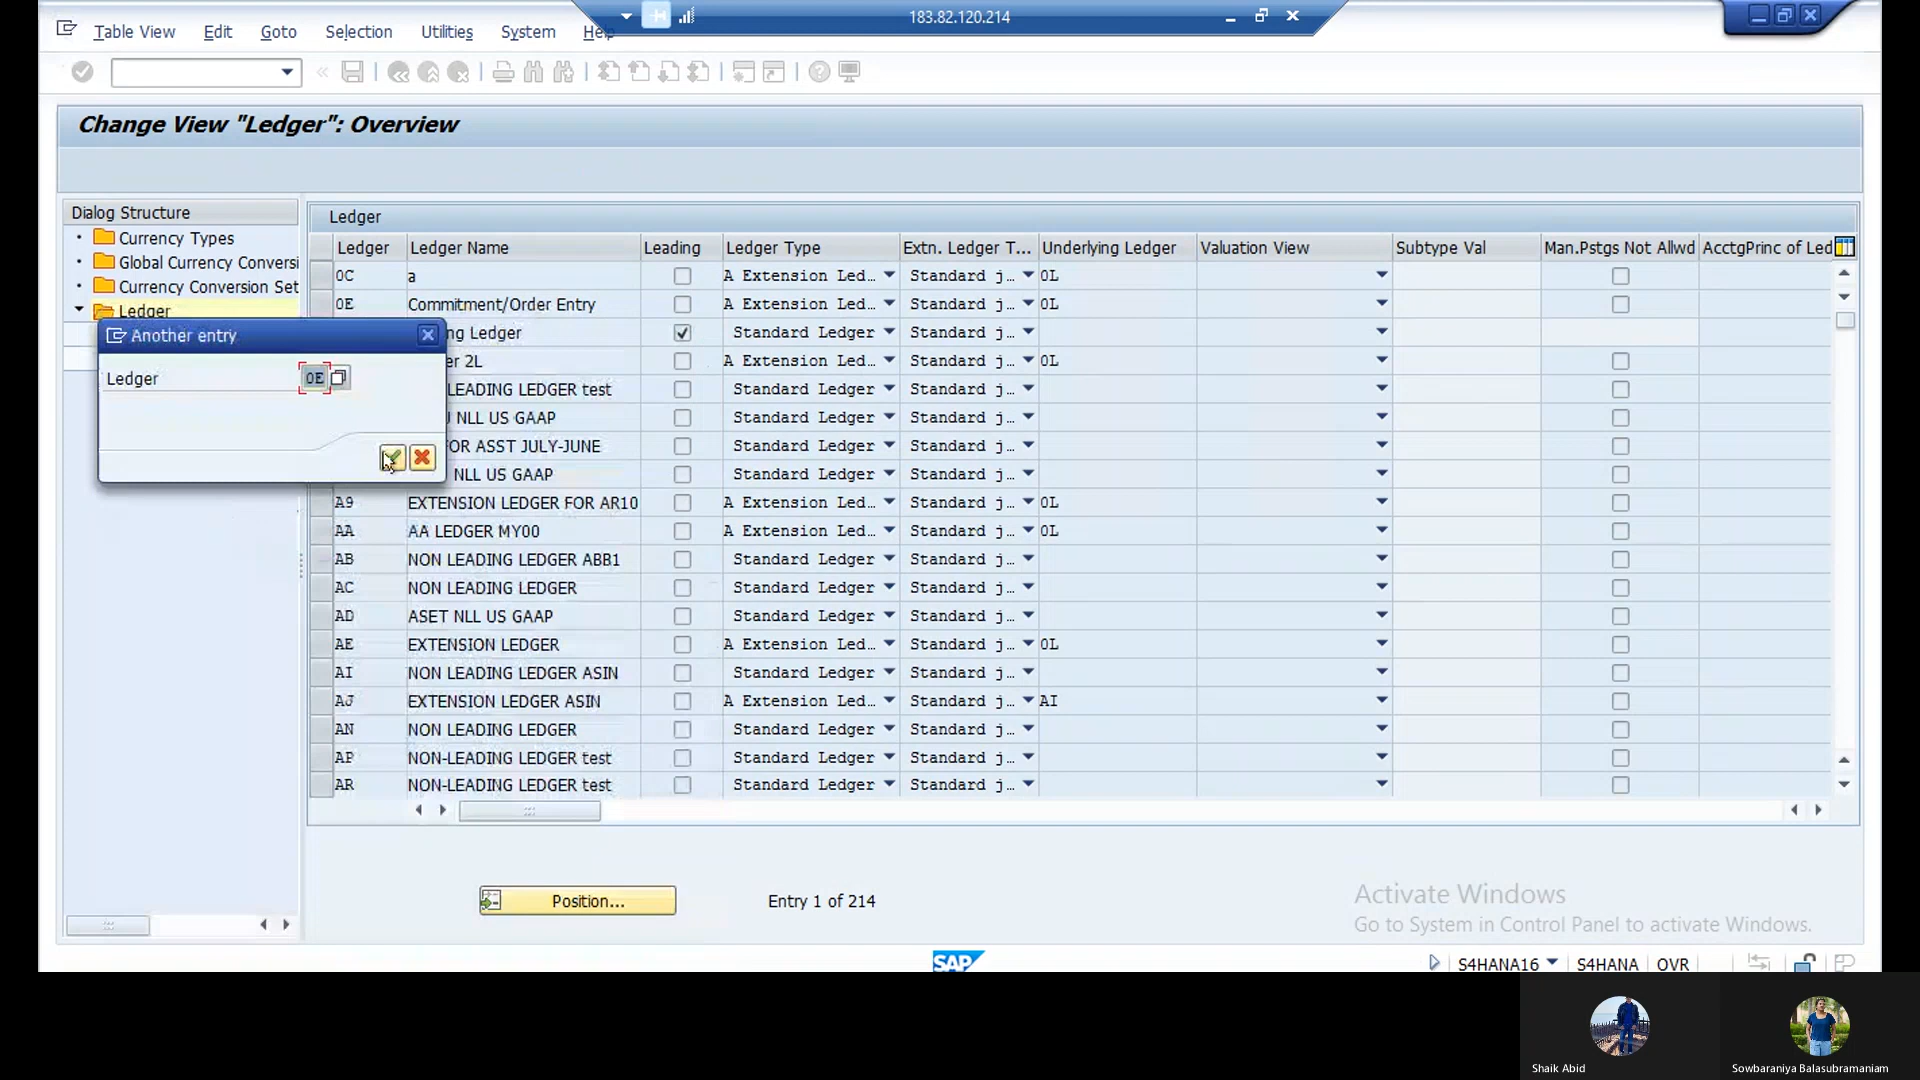 183.82.120.214
Table View Edit Goto Selection Utilities System Help
Change View "Ledger": Overview
Dialog Structure
Currency Types
Global Currency Conversi
Currency Conversion Set
Ledger
Another entry
Ledger 0E
Ledger
Ledger Ledger Name Leading Ledger Type Extn. Ledger T... Underlying Ledger Valuation View Subtype Val Man.Pstgs Not Allwd AcctgPrinc of Led
0C a A Extension Led… Standard j… 0L
0E Commitment/Order Entry A Extension Led… Standard j… 0L
ng Ledger Standard Ledger Standard j…
er 2L A Extension Led… Standard j… 0L
LEADING LEDGER test Standard Ledger Standard j…
NLL US GAAP Standard Ledger Standard j…
FOR ASST JULY-JUNE Standard Ledger Standard j…
NLL US GAAP Standard Ledger Standard j…
A9 EXTENSION LEDGER FOR AR10 A Extension Led… Standard j… 0L
AA AA LEDGER MY00 A Extension Led… Standard j… 0L
AB NON LEADING LEDGER ABB1 Standard Ledger Standard j…
AC NON LEADING LEDGER Standard Ledger Standard j…
AD ASET NLL US GAAP Standard Ledger Standard j…
AE EXTENSION LEDGER A Extension Led… Standard j… 0L
AI NON LEADING LEDGER ASIN Standard Ledger Standard j…
AJ EXTENSION LEDGER ASIN A Extension Led… Standard j… AI
AN NON LEADING LEDGER Standard Ledger Standard j…
AP NON-LEADING LEDGER test Standard Ledger Standard j…
AR NON-LEADING LEDGER test Standard Ledger Standard j…
Position... Entry 1 of 214
Activate Windows
Go to System in Control Panel to activate Windows.
SAP S4HANA16 S4HANA OVR
Shaik Abid Sowbaraniya Balasubramaniam